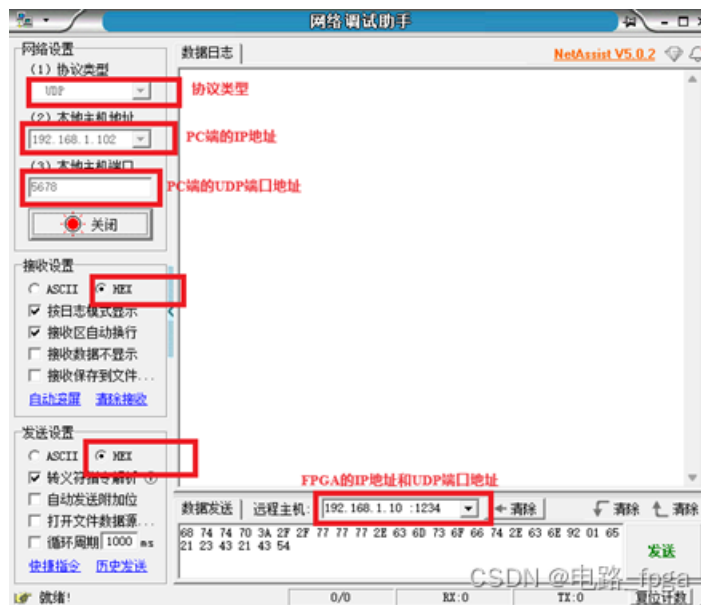 网络调试助手
网络设置
(1) 协议类型
UDP
(2) 本地主机地址
192.168.1.102
(3) 本地主机端口
5678
关闭
接收设置
ASCII HEX
按日志模式显示
接收区自动换行
接收数据不显示
接收保存到文件...
自动滚屏 清除接收
发送设置
ASCII HEX
转义符指令解析
自动发送附加位
打开文件数据源...
循环周期 1000 ms
快捷指令 历史发送
数据日志
NetAssist V5.0.2
协议类型
PC端的IP地址
PC端的UDP端口地址
FPGA的IP地址和UDP端口地址
数据发送 远程主机: 192.168.1.10 :1234 清除 清除 清除
68 74 74 70 3A 2F 2F 77 77 77 2E 63 6D 73 6F 66 74 2E 63 6E 92 01 65
21 23 43 21 43 54
发送
CSDN @电路_fpga
就绪! 0/0 RX:0 TX:0 复位计数